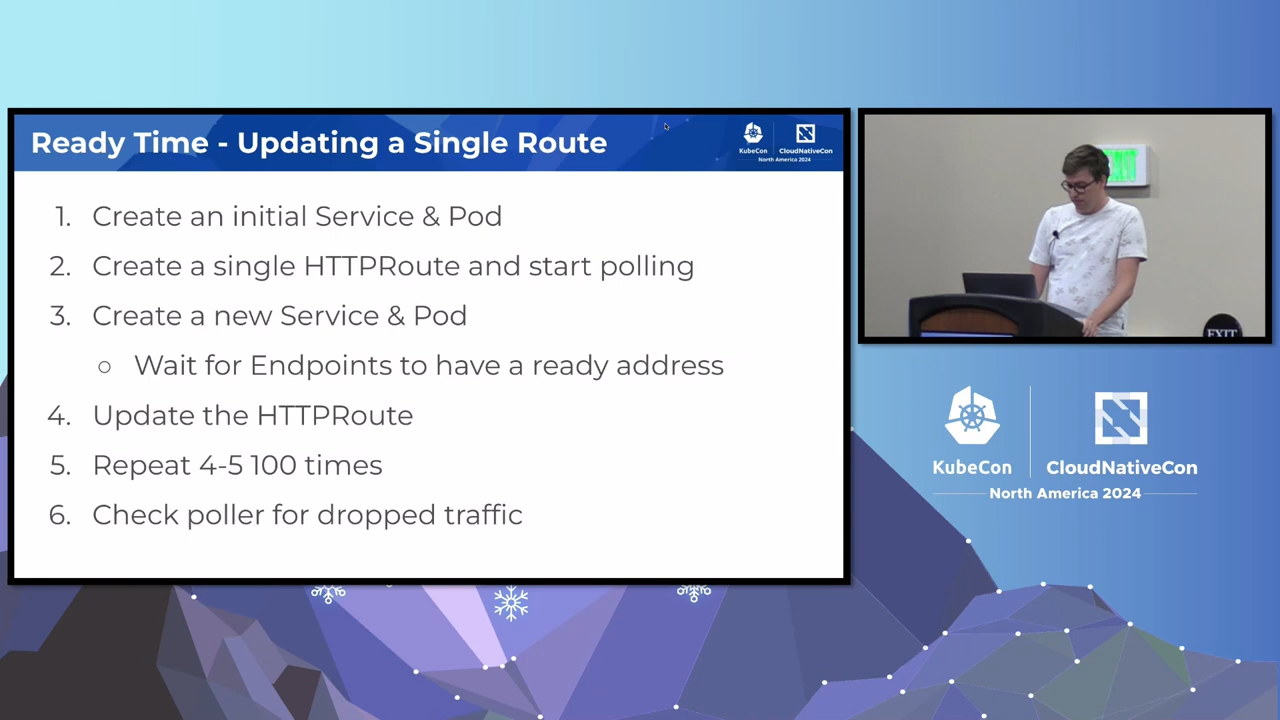 Ready Time - Updating a Single Route
KubeCon
CloudNativeCon
North America 2024
1. Create an initial Service & Pod
2. Create a single HTTPRoute and start polling
3. Create a new Service & Pod
○ Wait for Endpoints to have a ready address
4. Update the HTTPRoute
5. Repeat 4-5 100 times
6. Check poller for dropped traffic
EXIT
EXIT
KubeCon
CloudNativeCon
North America 2024